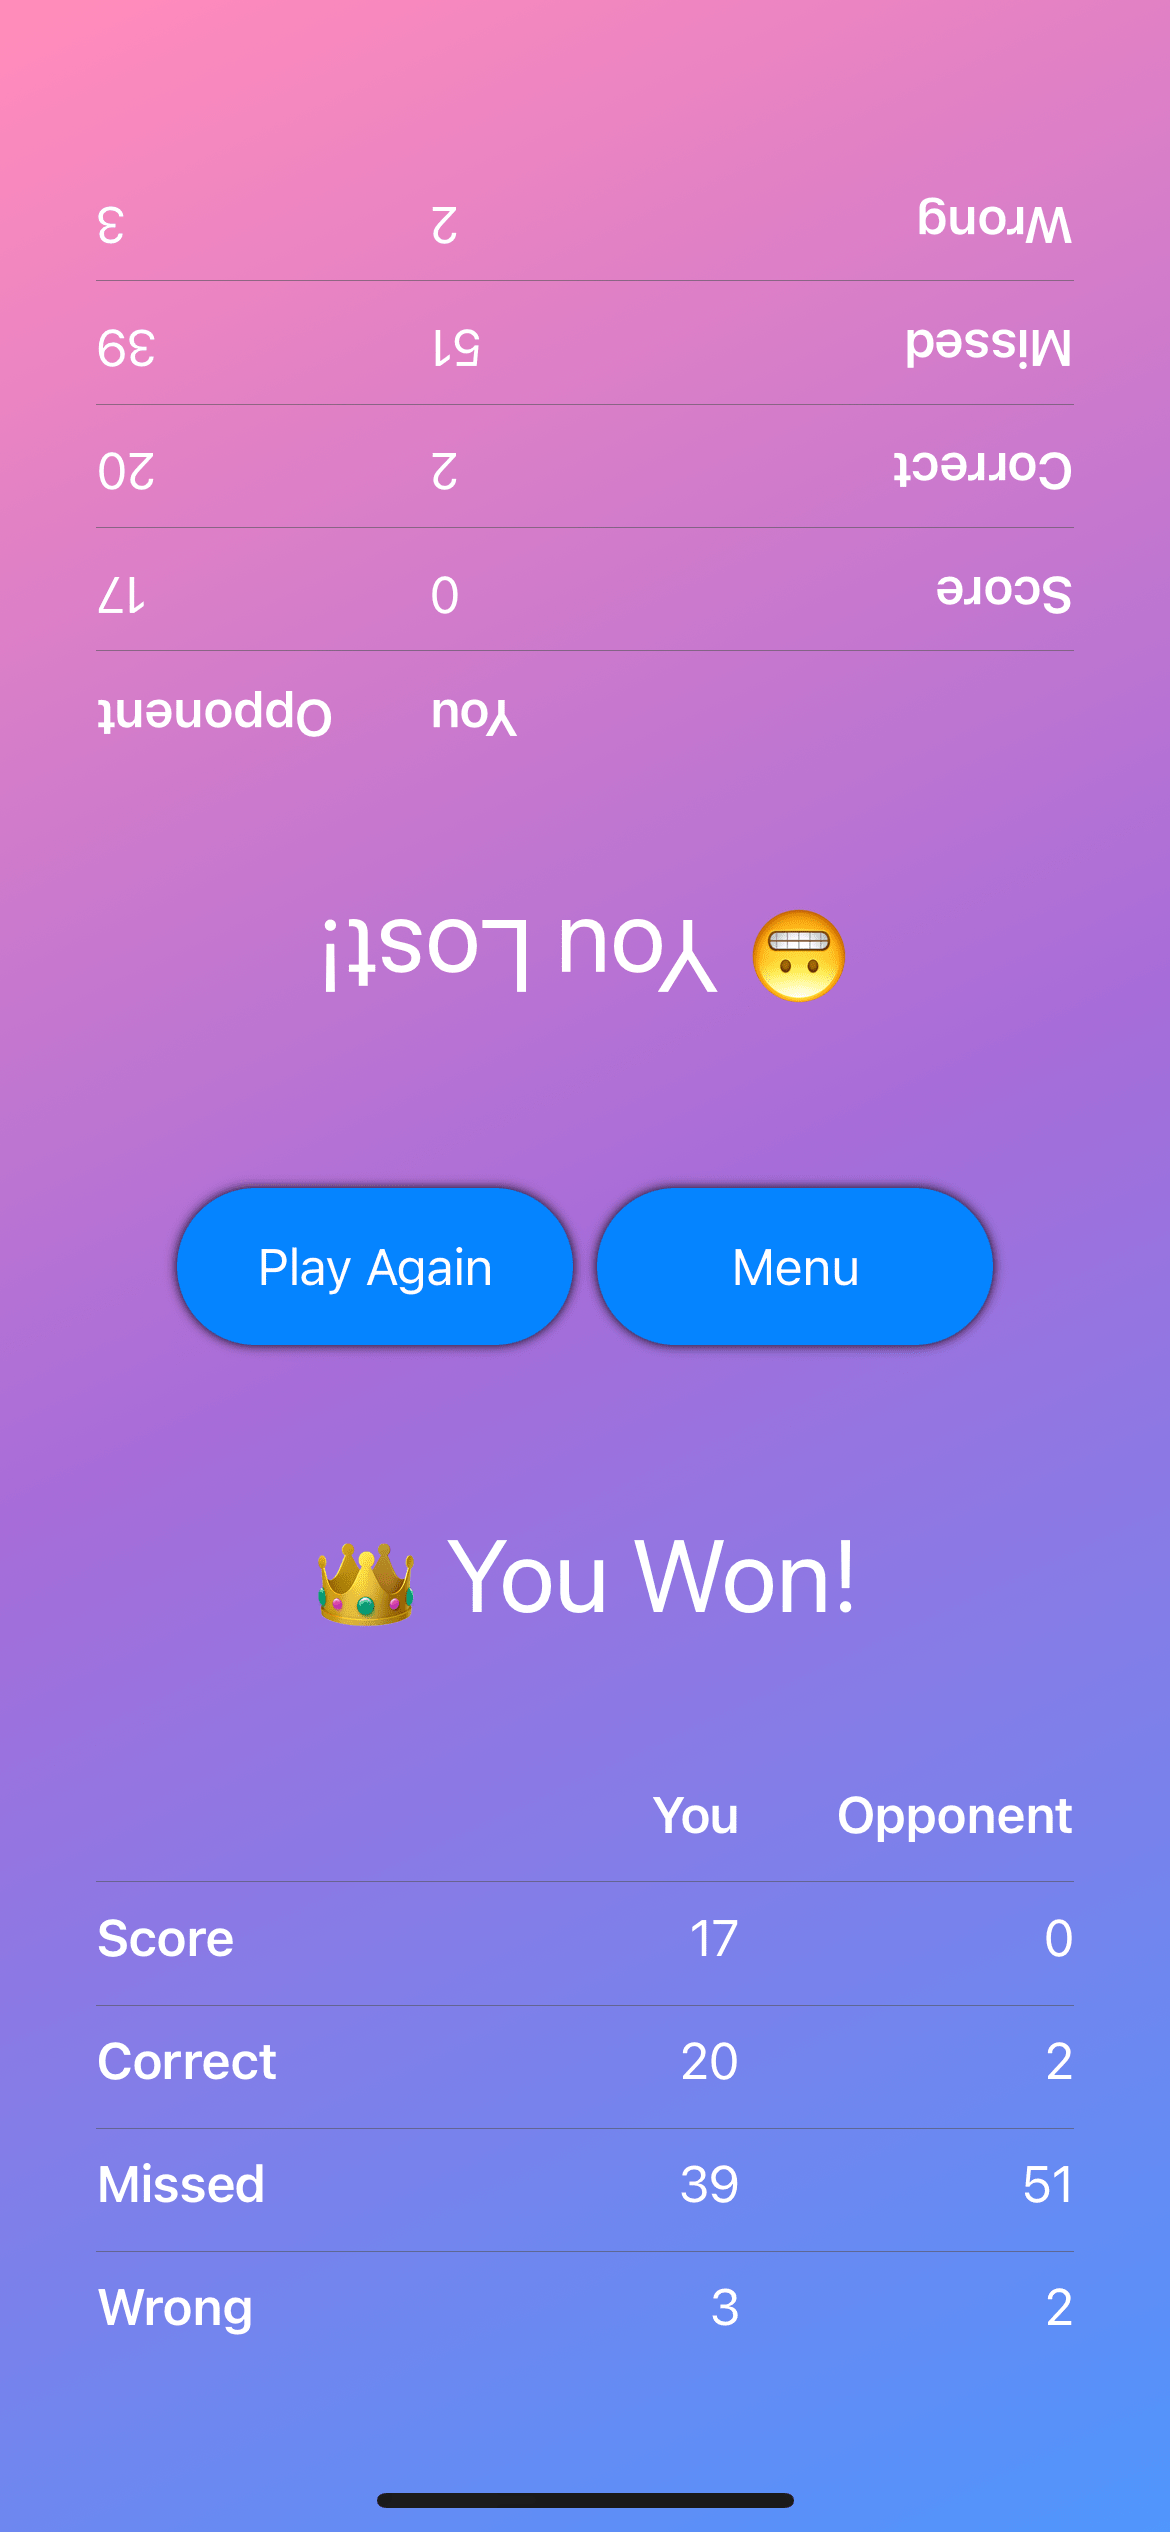 😬 You Lost!
You Opponent
Score 0 17
Correct 2 20
Missed 51 39
Wrong 2 3
Play Again Menu
👑 You Won!
You Opponent
Score 17 0
Correct 20 2
Missed 39 51
Wrong 3 2